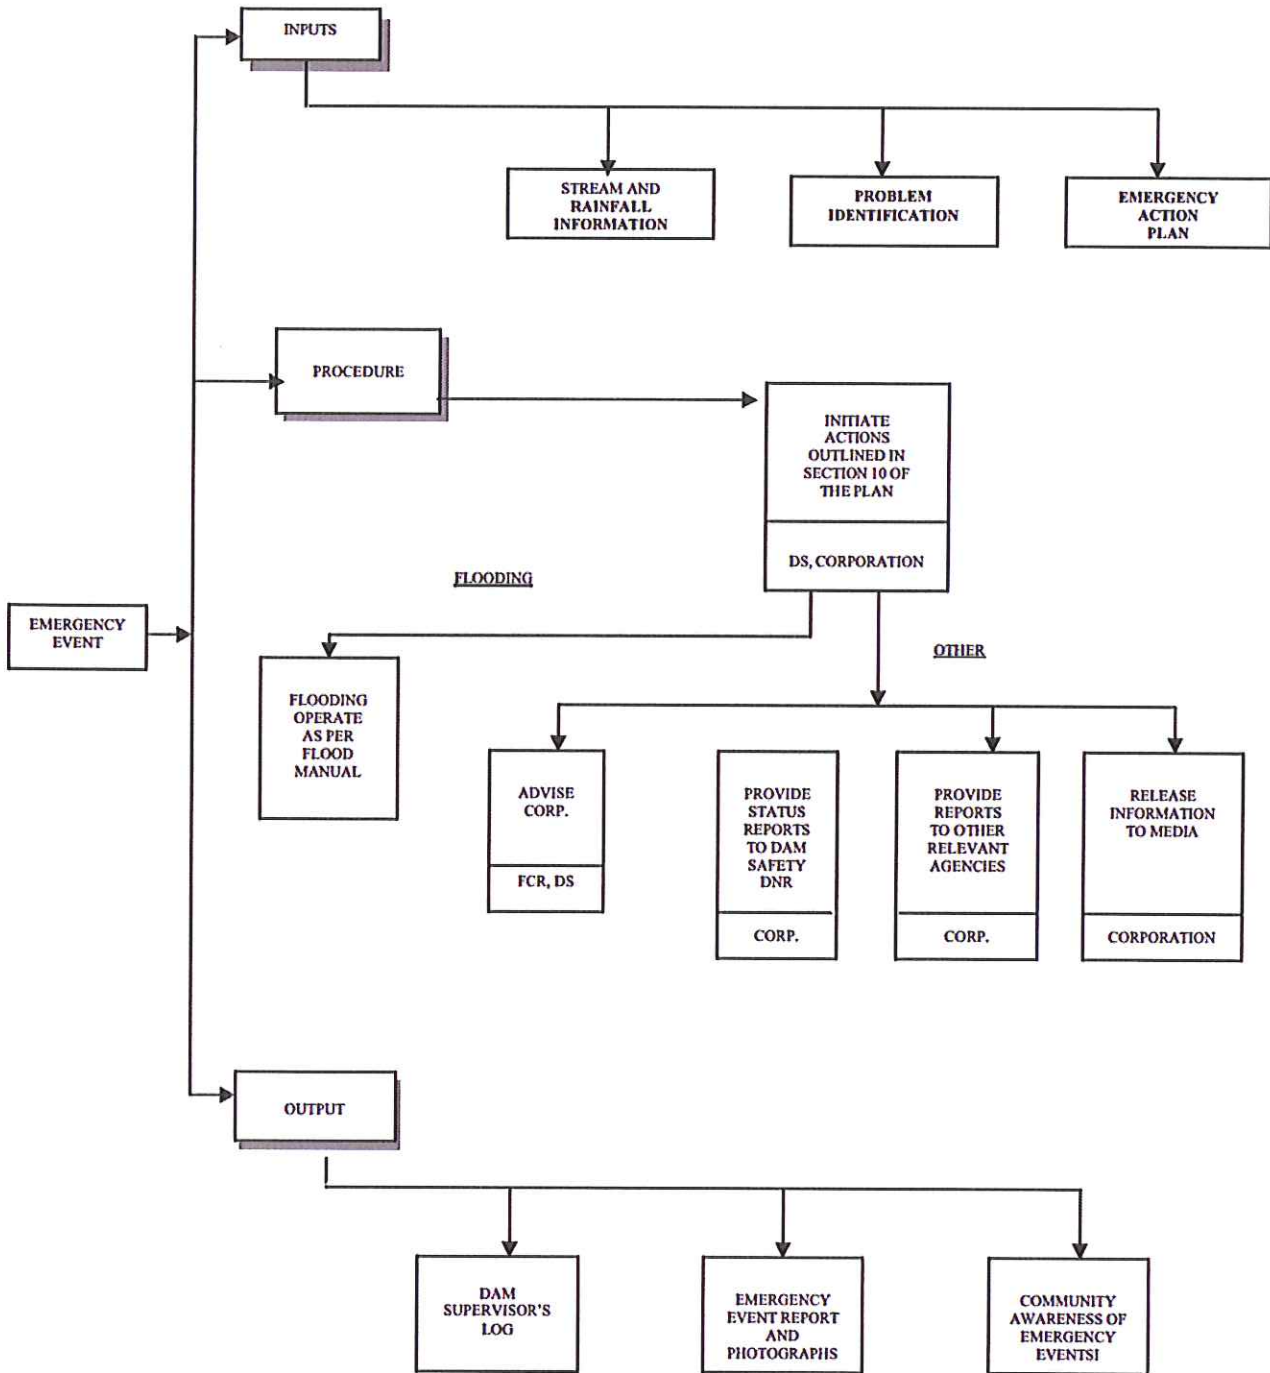 INPUTS
STREAM AND
RAINFALL
INFORMATION
PROBLEM
IDENTIFICATION
EMERGENCY
ACTION
PLAN
PROCEDURE
INITIATE
ACTIONS
OUTLINED IN
SECTION 10 OF
THE PLAN
DS, CORPORATION
FLOODING
EMERGENCY
EVENT
OTHER
FLOODING
OPERATE
AS PER
FLOOD
MANUAL
ADVISE
CORP.
FCR, DS
PROVIDE
STATUS
REPORTS
TO DAM
SAFETY
DNR
CORP.
PROVIDE
REPORTS
TO OTHER
RELEVANT
AGENCIES
CORP.
RELEASE
INFORMATION
TO MEDIA
CORPORATION
OUTPUT
DAM
SUPERVISOR'S
LOG
EMERGENCY
EVENT REPORT
AND
PHOTOGRAPHS
COMMUNITY
AWARENESS OF
EMERGENCY
EVENTSI